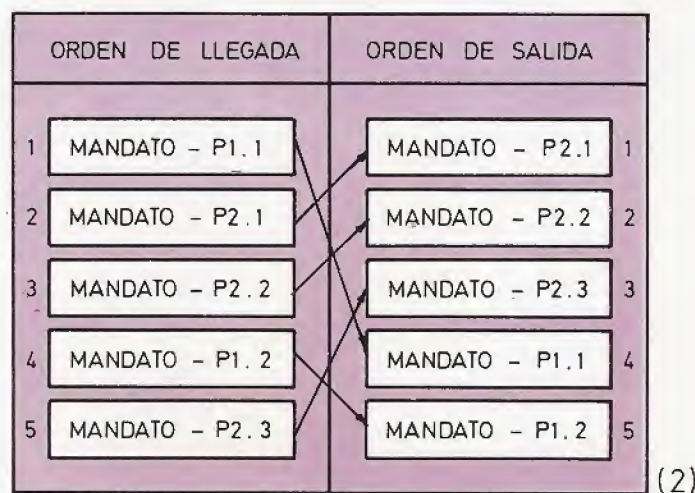 ORDEN DE LLEGADA ORDEN DE SALIDA
1 MANDATO - P1.1 MANDATO - P2.1 1
2 MANDATO - P2.1 MANDATO - P2.2 2
3 MANDATO - P2.2 MANDATO - P2.3 3
4 MANDATO - P1.2 MANDATO - P1.1 4
5 MANDATO - P2.3 MANDATO - P1.2 5
(2)